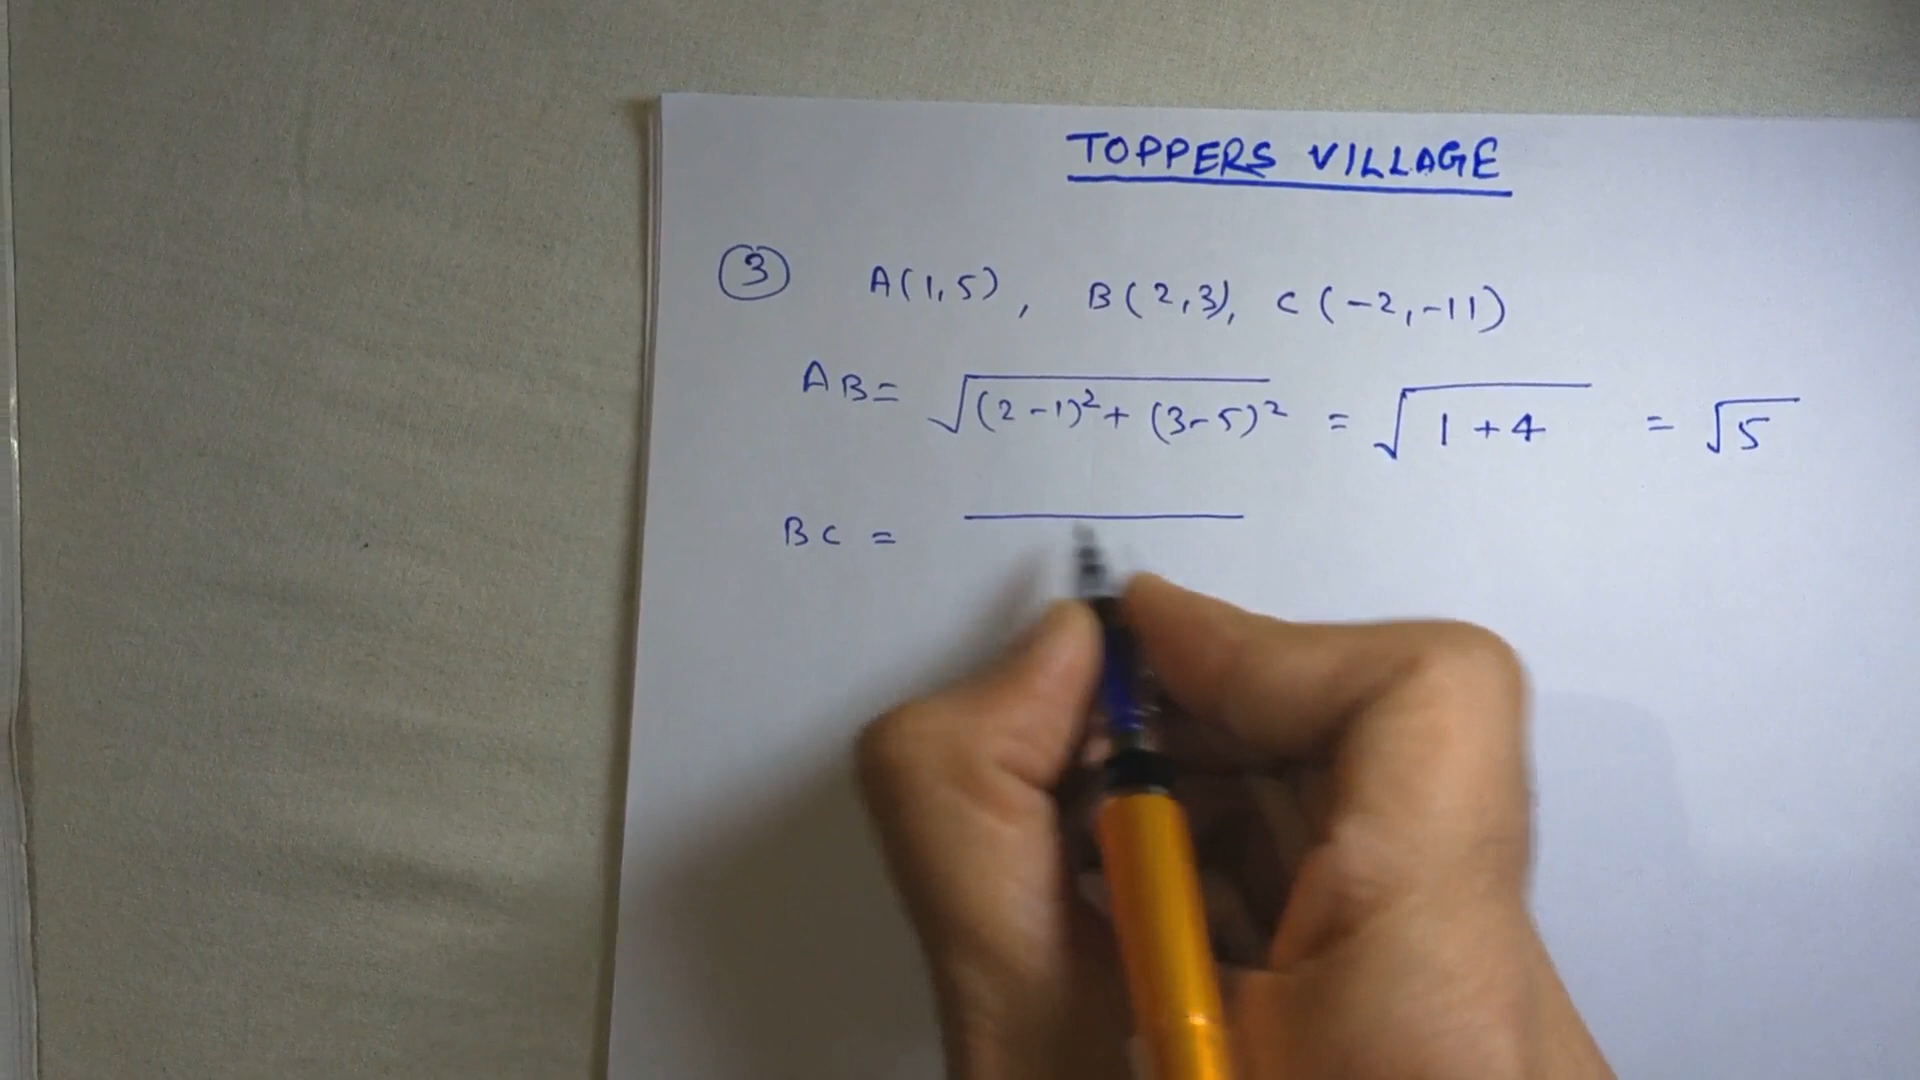 TOPPERS VILLAGE
③ A(1,5), B(2,3), C(-2,-11)
AB= √(2-1)²+(3-5)² = √1+4 = √5
BC =